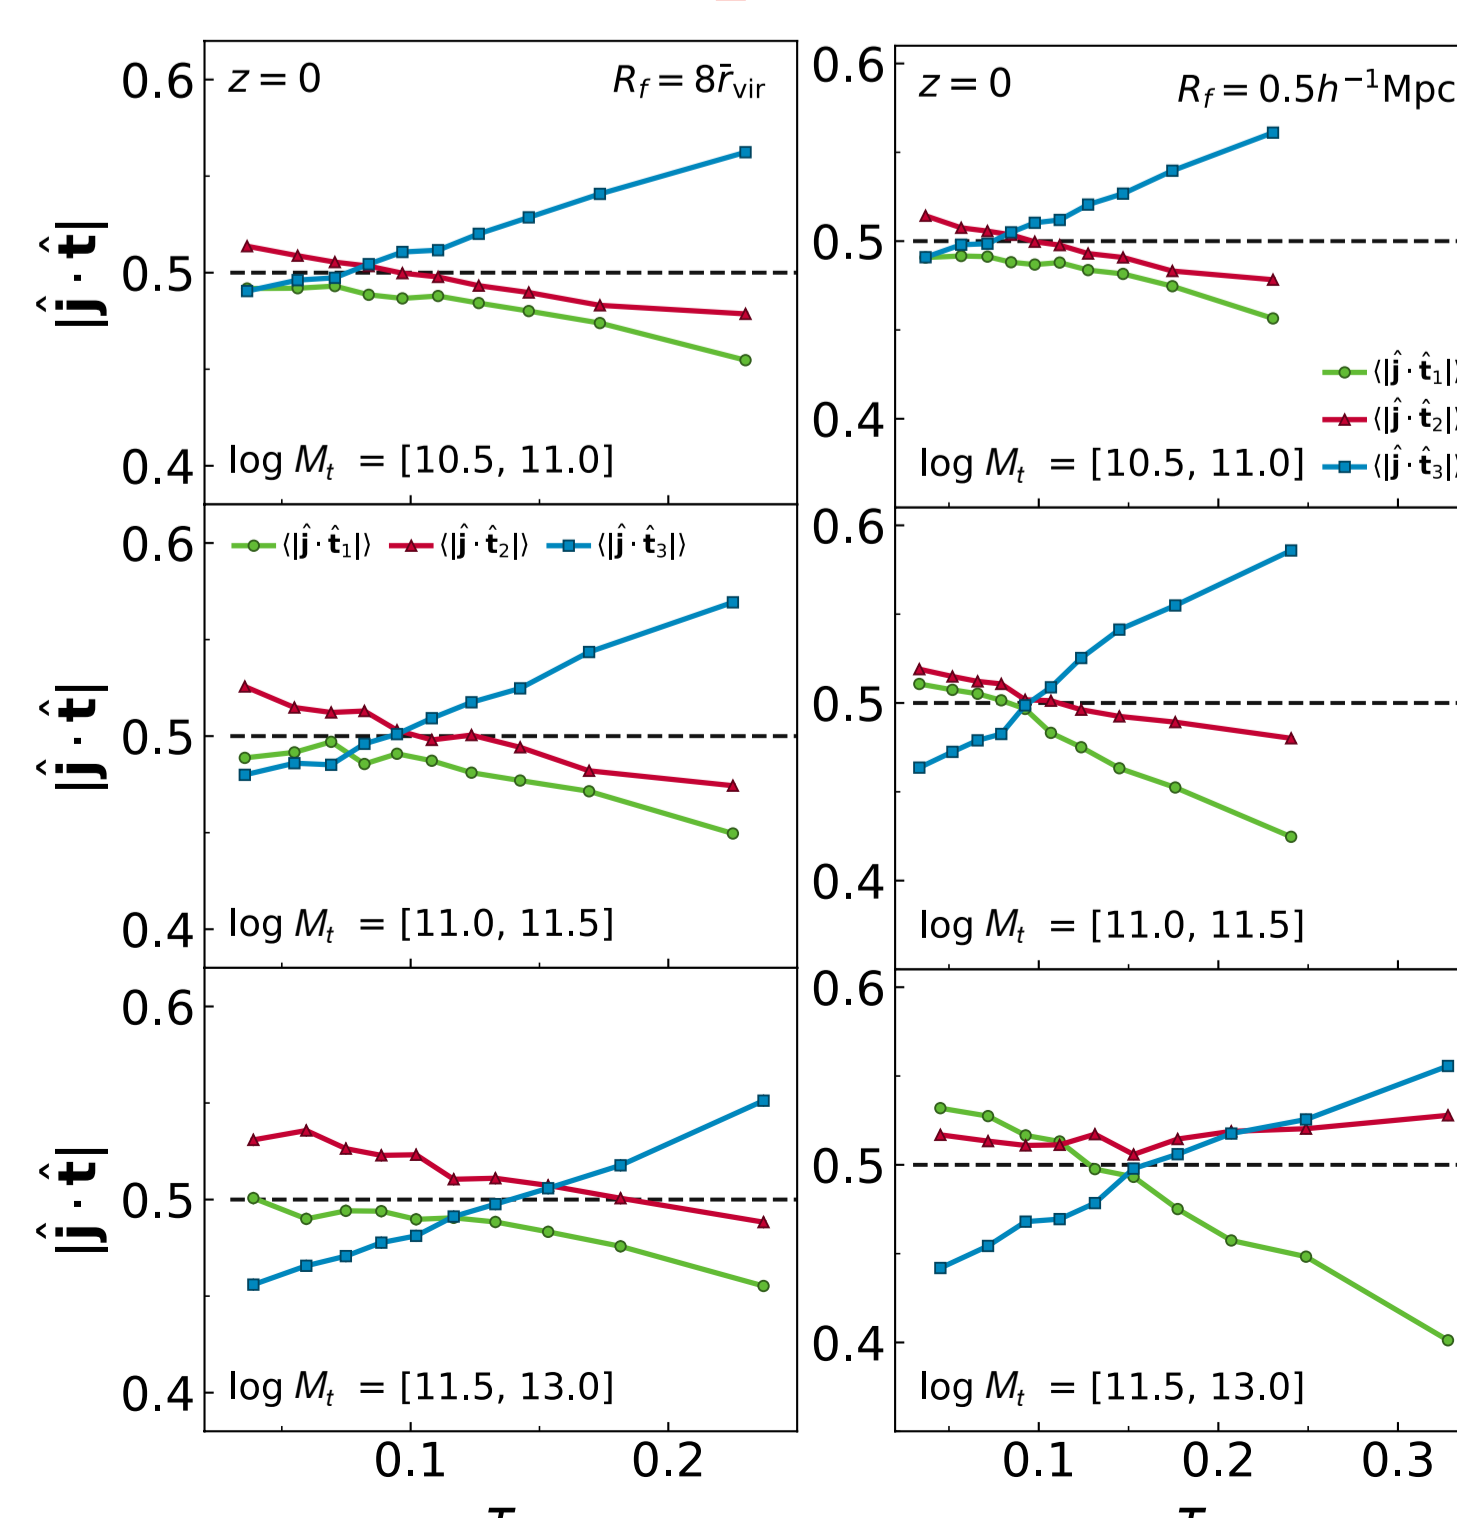 z = 0 R_f = 8r̄_vir
0.6
0.5
0.4
|ĵ · t̂|
log M_t = [10.5, 11.0]
z = 0 R_f = 0.5h⁻¹Mpc
0.6
0.5
0.4
⟨|ĵ · t̂₁|⟩
⟨|ĵ · t̂₂|⟩
⟨|ĵ · t̂₃|⟩
log M_t = [10.5, 11.0]
⟨|ĵ · t̂₁|⟩ ⟨|ĵ · t̂₂|⟩ ⟨|ĵ · t̂₃|⟩
0.6
0.5
0.4
|ĵ · t̂|
log M_t = [11.0, 11.5]
0.6
0.5
0.4
log M_t = [11.0, 11.5]
0.6
0.5
0.4
|ĵ · t̂|
log M_t = [11.5, 13.0]
0.1 0.2
0.6
0.5
0.4
log M_t = [11.5, 13.0]
0.1 0.2 0.3